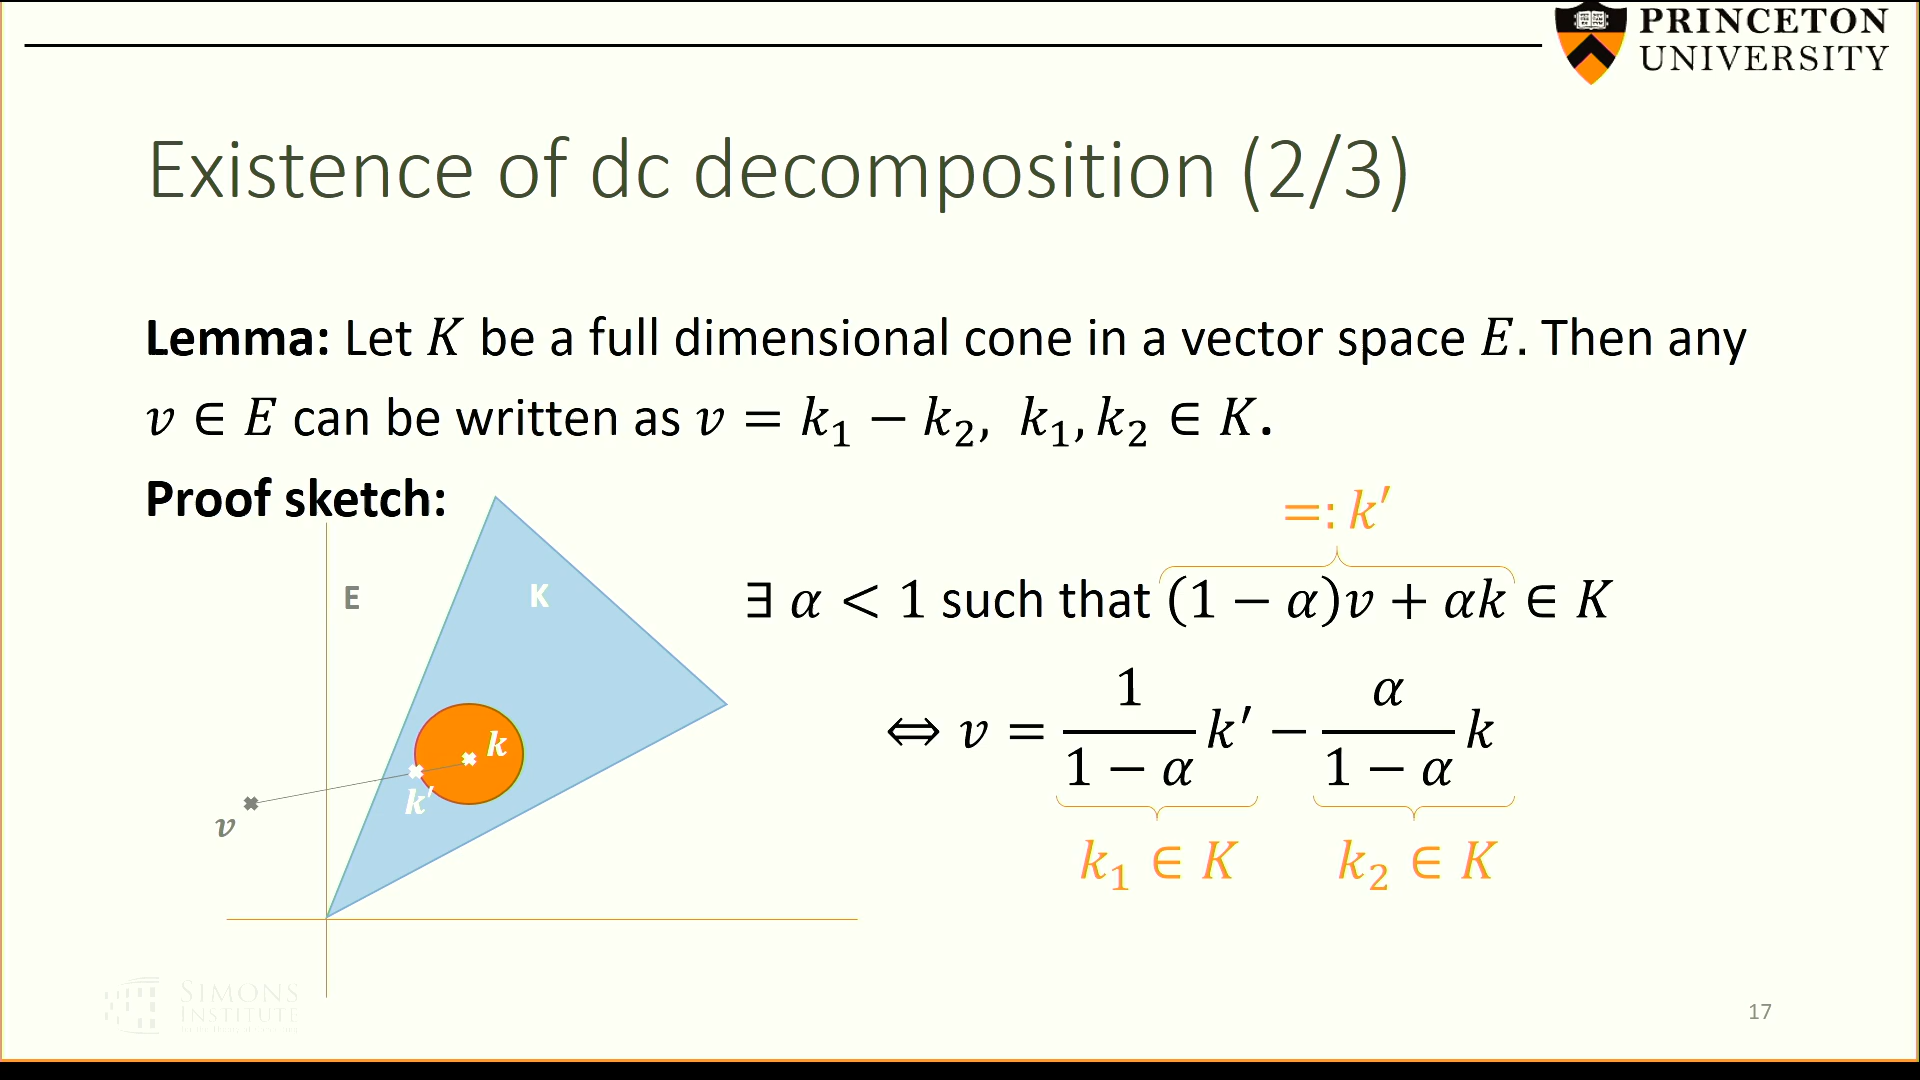 PRINCETON
UNIVERSITY
Existence of dc decomposition (2/3)
Lemma: Let K be a full dimensional cone in a vector space E. Then any
v ∈ E can be written as v = k₁ − k₂, k₁, k₂ ∈ K.
Proof sketch:
=: k′
E
K
∃ α < 1 such that (1 − α)v + αk ∈ K
⇔ v = 1/(1 − α) k′ − α/(1 − α) k
k
k′
v
k₁ ∈ K
k₂ ∈ K
SIMONS
INSTITUTE
17